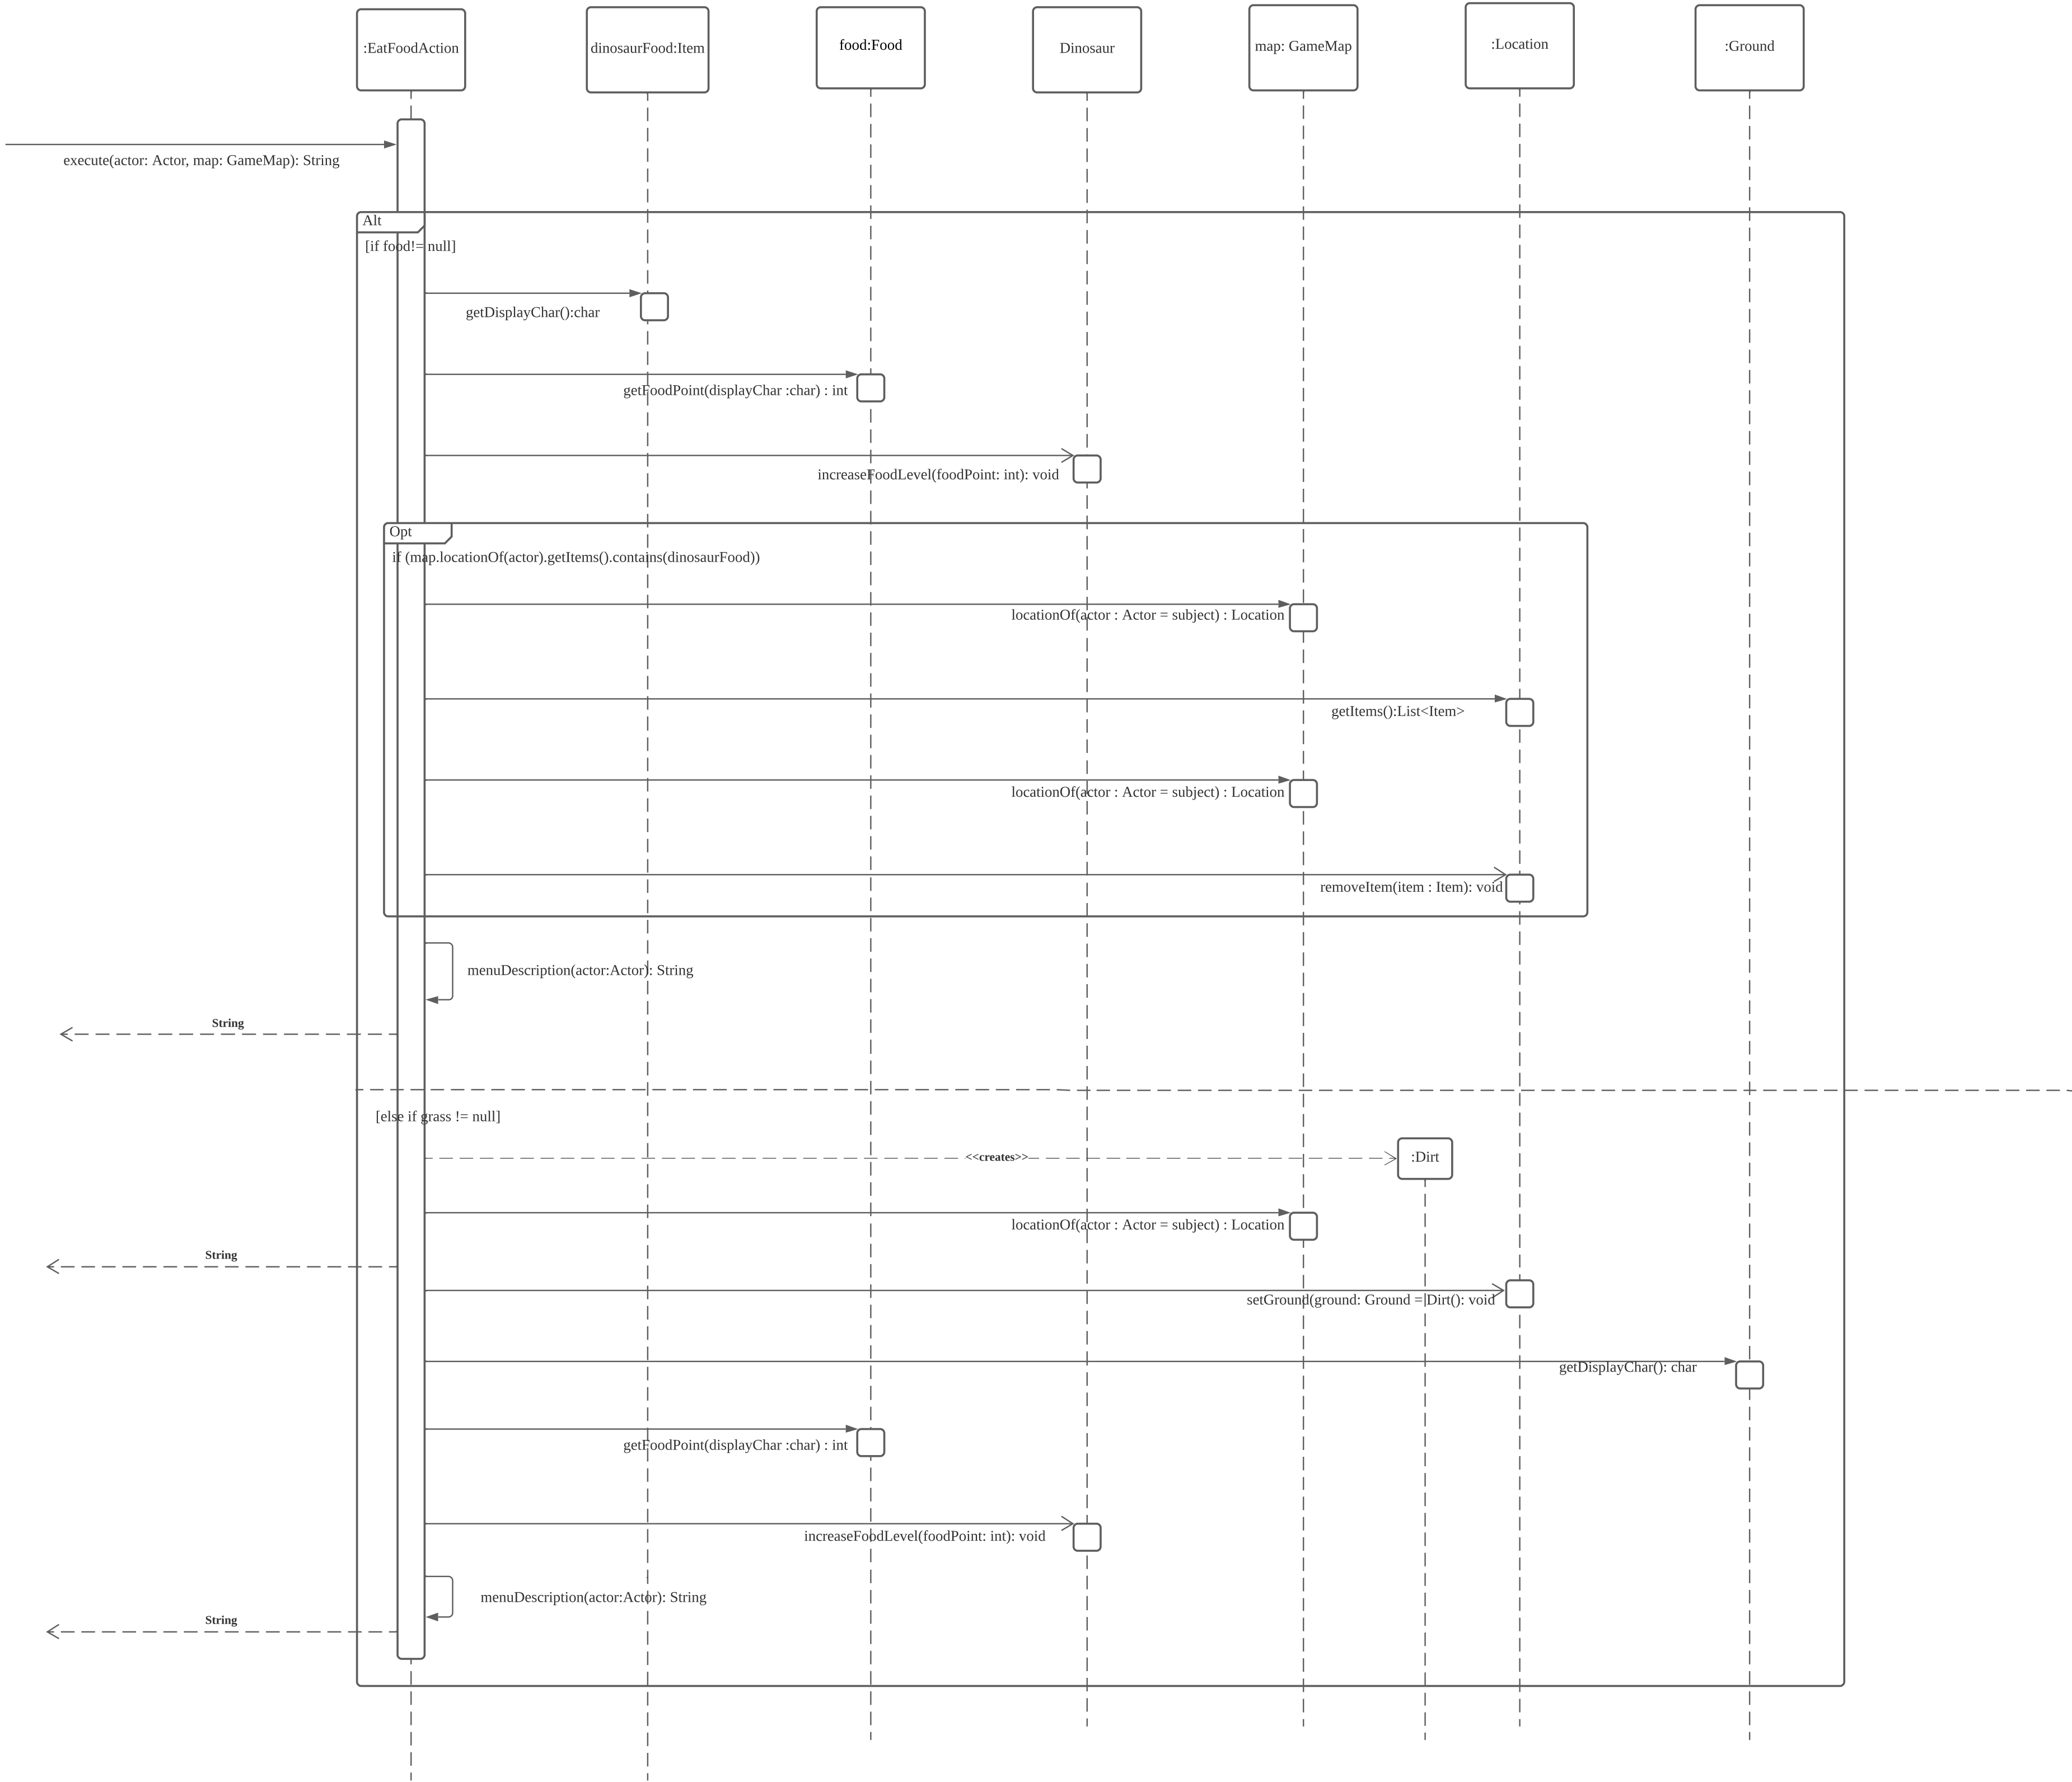 :EatFoodAction
dinosaurFood:Item
food:Food
Dinosaur
map: GameMap
:Location
:Ground
execute(actor: Actor, map: GameMap): String
Alt
[if food!= null]
getDisplayChar():char
getFoodPoint(displayChar :char) : int
increaseFoodLevel(foodPoint: int): void
Opt
if (map.locationOf(actor).getItems().contains(dinosaurFood))
locationOf(actor : Actor = subject) : Location
getItems():List<Item>
locationOf(actor : Actor = subject) : Location
removeItem(item : Item): void
menuDescription(actor:Actor): String
String
[else if grass != null]
<<creates>>
:Dirt
locationOf(actor : Actor = subject) : Location
String
setGround(ground: Ground = Dirt(): void
getDisplayChar(): char
getFoodPoint(displayChar :char) : int
increaseFoodLevel(foodPoint: int): void
menuDescription(actor:Actor): String
String